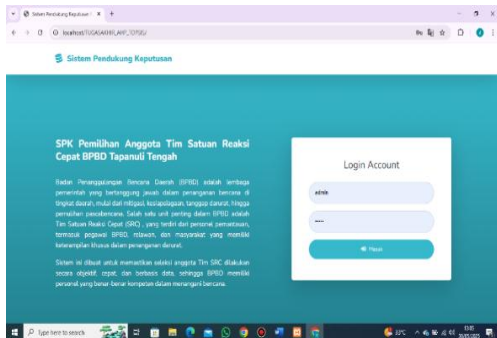 Sistem Pendukung Keputusan |
localhost/TUGASAKHIR_AHP_TOPSIS/
Sistem Pendukung Keputusan
SPK Pemilihan Anggota Tim Satuan Reaksi
Cepat BPBD Tapanuli Tengah
Badan Penanggulangan Bencana Daerah (BPBD) adalah lembaga
pemerintah yang bertanggung jawab dalam penanganan bencana di
tingkat daerah, mulai dari mitigasi, kesiapsiagaan, tanggap darurat, hingga
pemulihan pascabencana. Salah satu unit penting dalam BPBD adalah
Tim Satuan Reaksi Cepat (SRC) , yang terdiri dari personel pemantauan,
termasuk pegawai BPBD, relawan, dan masyarakat yang memiliki
keterampilan khusus dalam penanganan darurat.
Sistem ini dibuat untuk memastikan seleksi anggota Tim SRC dilakukan
secara objektif, cepat, dan berbasis data, sehingga BPBD memiliki
personel yang benar-benar kompeten dalam menangani bencana.
Login Account
admin
Masuk
Type here to search
33°C